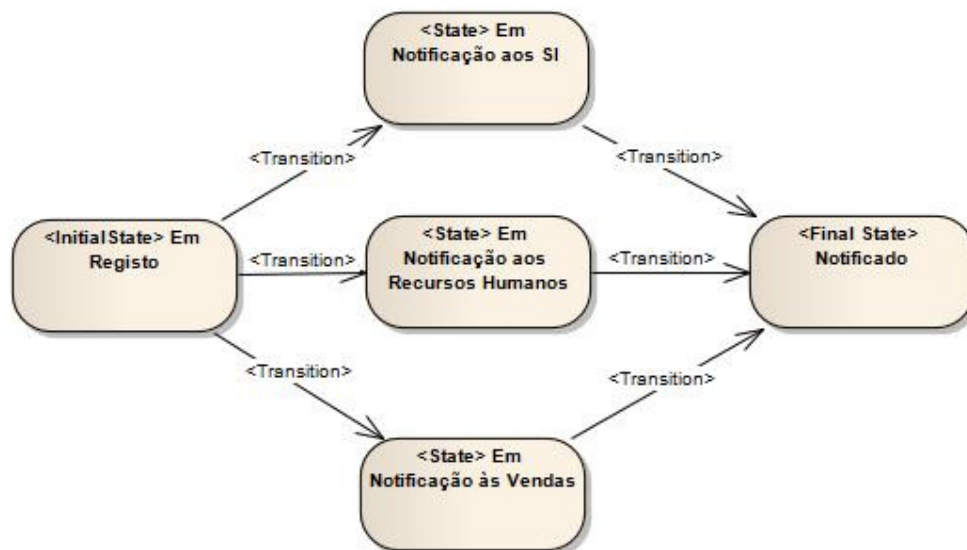 <State> Em
Notificação aos SI
<Transition>
<Transition>
<InitialState> Em
Registo
<Transition>
<State> Em
Notificação aos
Recursos Humanos
<Transition>
<Final State>
Notificado
<Transition>
<Transition>
<State> Em
Notificação às Vendas